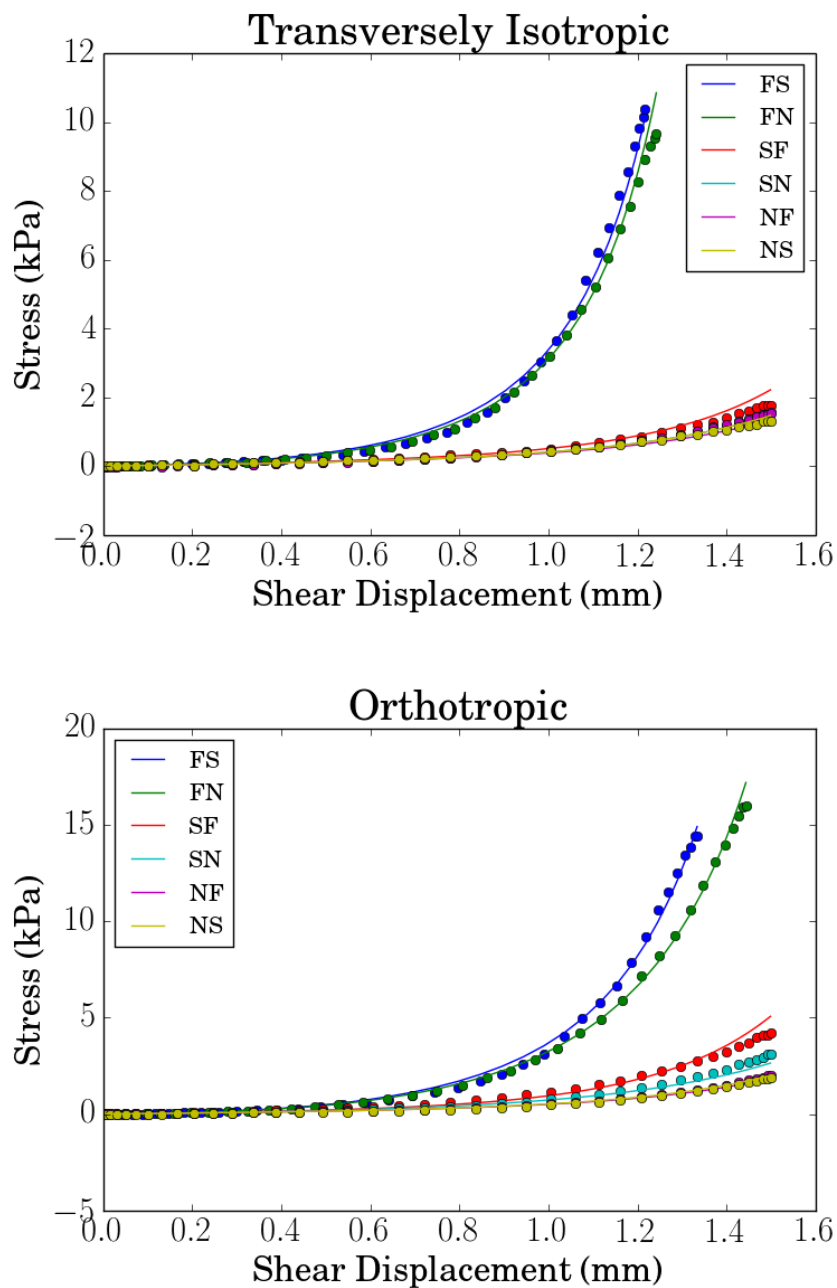 Transversely Isotropic
12
10
8
6
4
2
0
−2
Stress (kPa)
FS
FN
SF
SN
NF
NS
0.0 0.2 0.4 0.6 0.8 1.0 1.2 1.4 1.6
Shear Displacement (mm)
Orthotropic
20
15
10
5
0
−5
Stress (kPa)
FS
FN
SF
SN
NF
NS
0.0 0.2 0.4 0.6 0.8 1.0 1.2 1.4 1.6
Shear Displacement (mm)